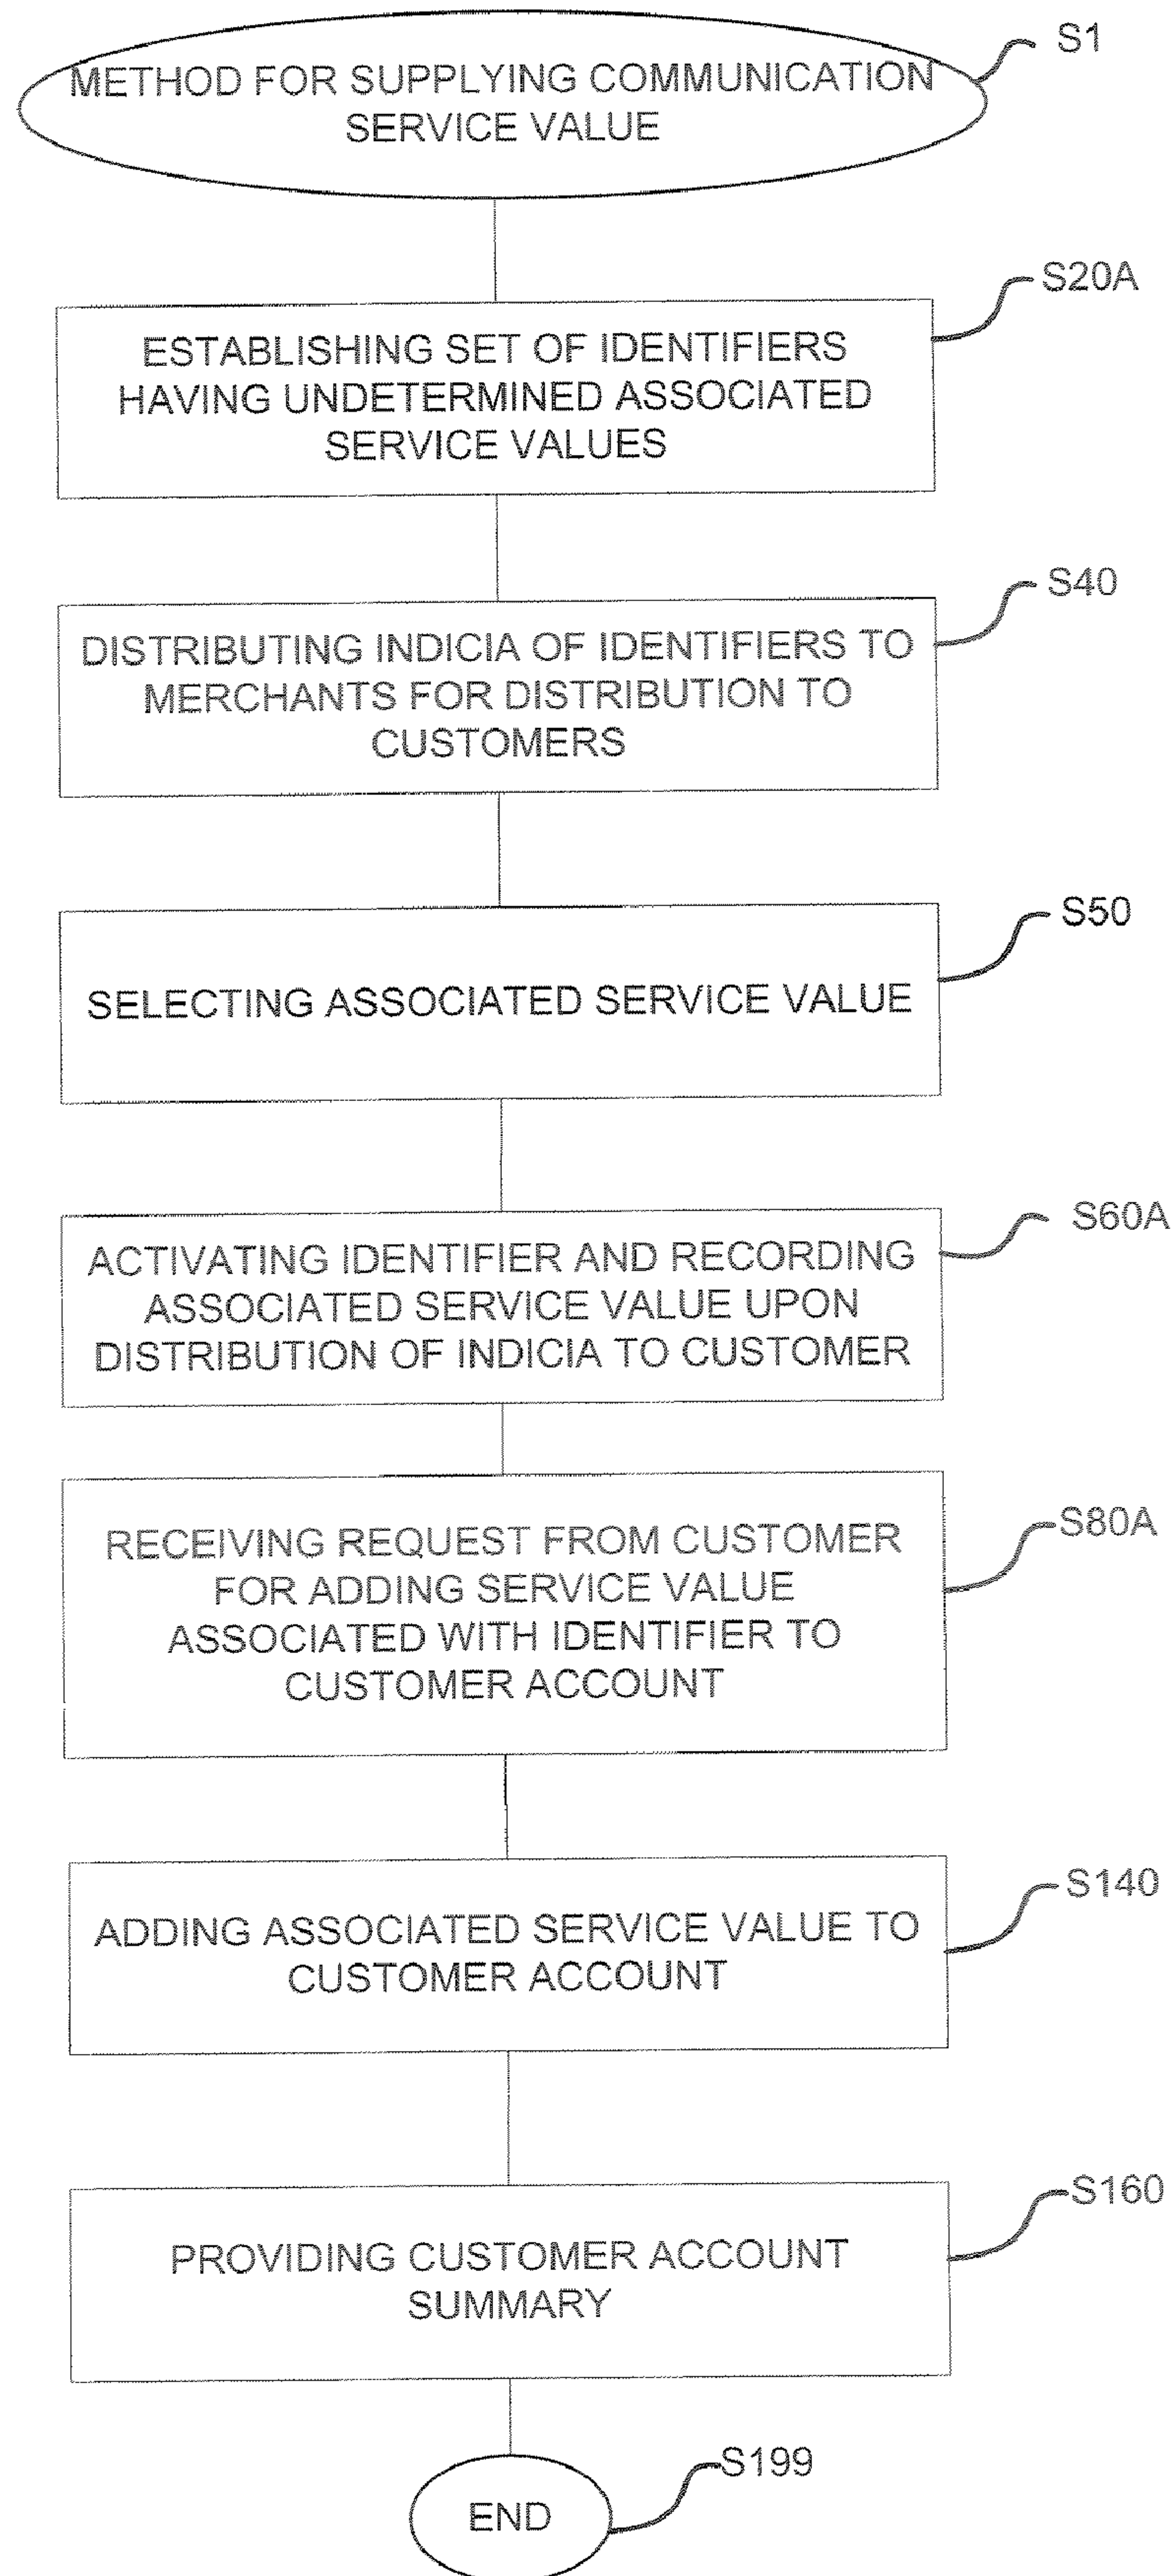 S1
METHOD FOR SUPPLYING COMMUNICATION
SERVICE VALUE
S20A
ESTABLISHING SET OF IDENTIFIERS
HAVING UNDETERMINED ASSOCIATED
SERVICE VALUES
S40
DISTRIBUTING INDICIA OF IDENTIFIERS TO
MERCHANTS FOR DISTRIBUTION TO
CUSTOMERS
S50
SELECTING ASSOCIATED SERVICE VALUE
S60A
ACTIVATING IDENTIFIER AND RECORDING
ASSOCIATED SERVICE VALUE UPON
DISTRIBUTION OF INDICIA TO CUSTOMER
S80A
RECEIVING REQUEST FROM CUSTOMER
FOR ADDING SERVICE VALUE
ASSOCIATED WITH IDENTIFIER TO
CUSTOMER ACCOUNT
S140
ADDING ASSOCIATED SERVICE VALUE TO
CUSTOMER ACCOUNT
S160
PROVIDING CUSTOMER ACCOUNT
SUMMARY
S199
END